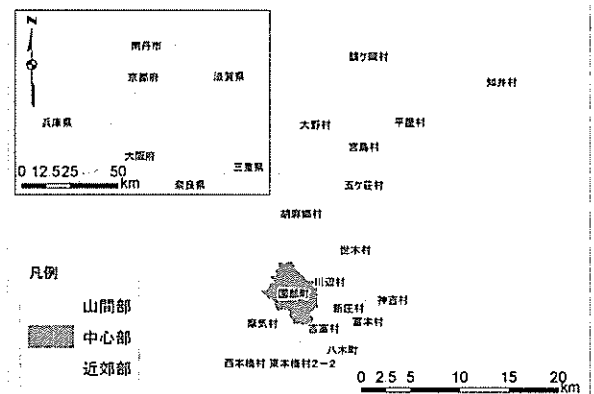 N
南丹市
京都府
滋賀県
兵庫県
大阪府
三重県
奈良県
0 12.525 50
km
鶴ケ岡村
知井村
大野村
平屋村
宮島村
五ケ荘村
胡麻郷村
世木村
川辺村
園部町
神吉村
新庄村
富本村
摩気村
吉富村
八木町
西本梅村 東本梅村2-2
凡例
山間部
中心部
近郊部
0 2.5 5 10 15 20
km